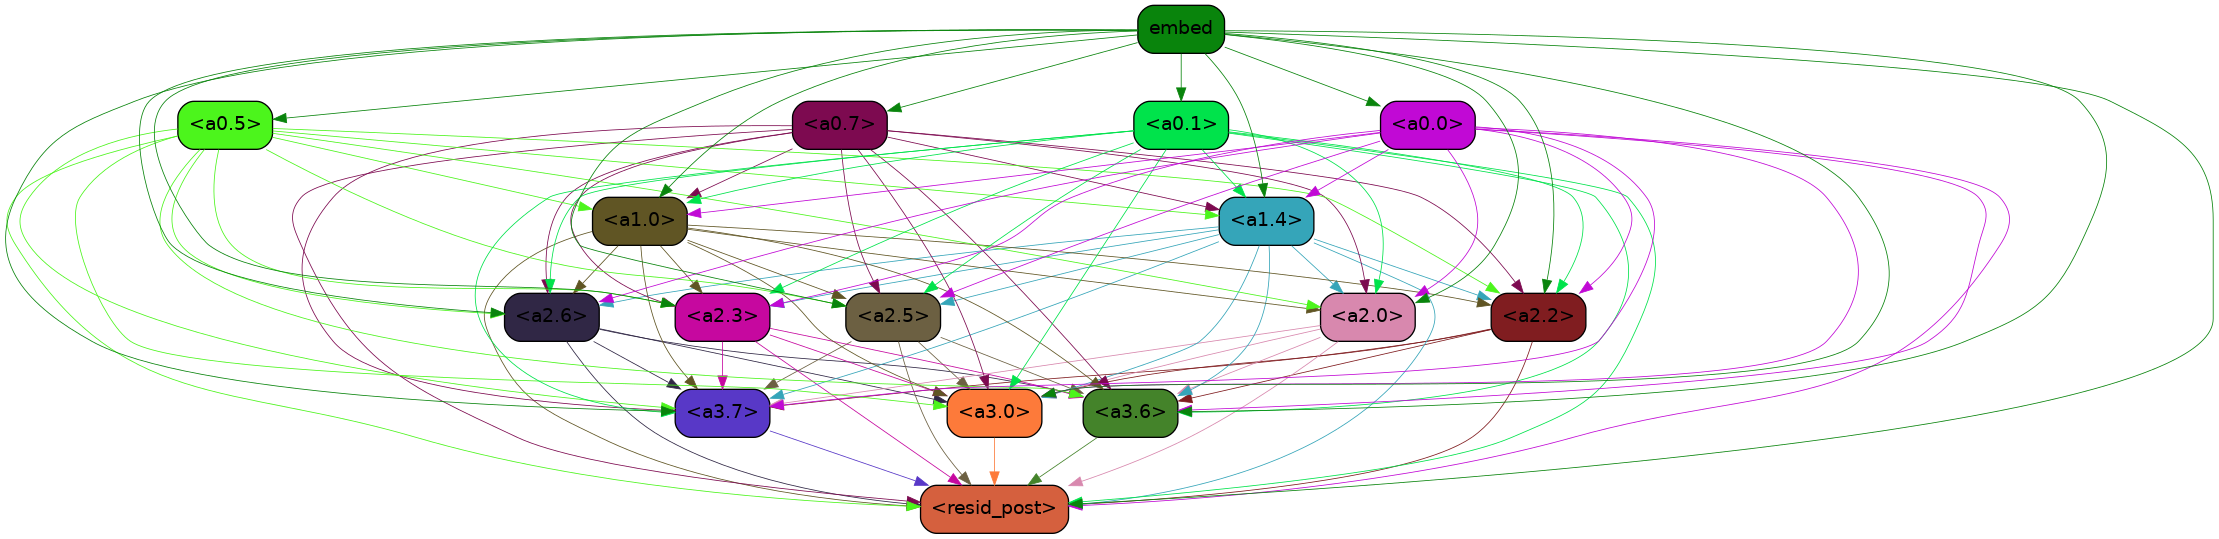 embed
<a0.5>
<a0.7>
<a0.1>
<a0.0>
<a1.0>
<a1.4>
<a2.6>
<a2.3>
<a2.5>
<a2.0>
<a2.2>
<a3.7>
<a3.0>
<a3.6>
<resid_post>